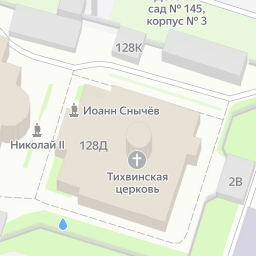 сад № 145,
корпус № 3
128К
Иоанн Снычёв
Николай II
128Д
Тихвинская
церковь
2В